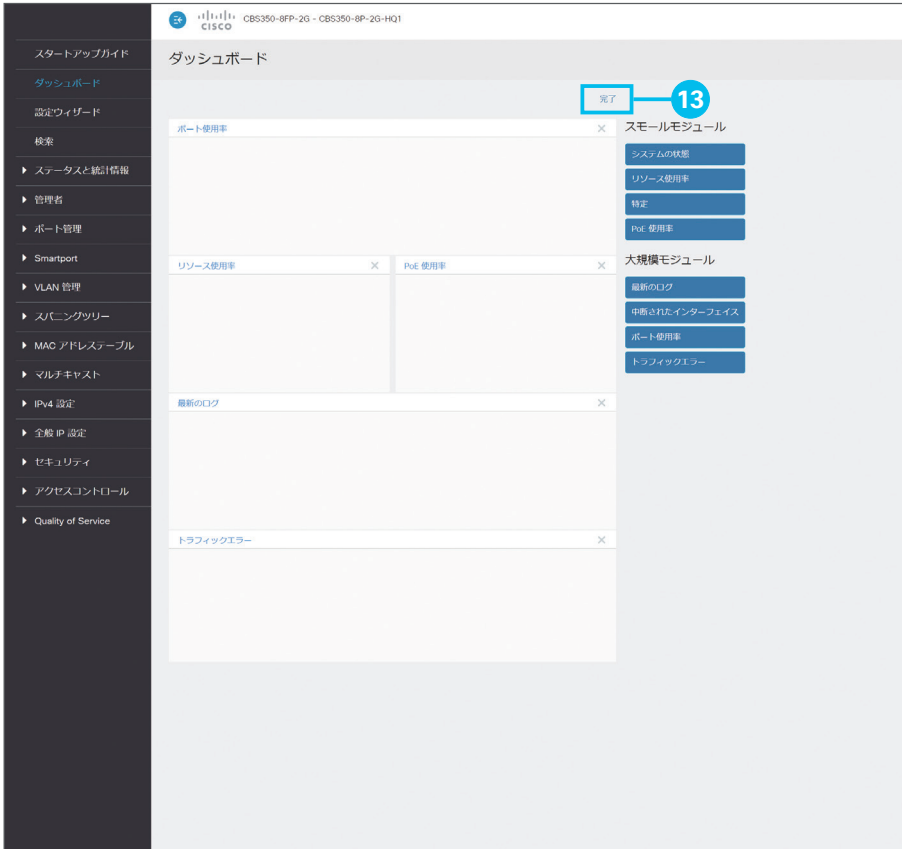 CISCO CBS350-8FP-2G - CBS350-8P-2G-HQ1
スタートアップガイド
ダッシュボード
設定ウィザード
検索
ステータスと統計情報
管理者
ポート管理
Smartport
VLAN 管理
スパニングツリー
MAC アドレステーブル
マルチキャスト
IPv4 設定
全般 IP 設定
セキュリティ
アクセスコントロール
Quality of Service
ダッシュボード
完了
13
ポート使用率
リソース使用率
PoE 使用率
最新のログ
トラフィックエラー
スモールモジュール
システムの状態
リソース使用率
特定
PoE 使用率
大規模モジュール
最新のログ
中断されたインターフェイス
ポート使用率
トラフィックエラー